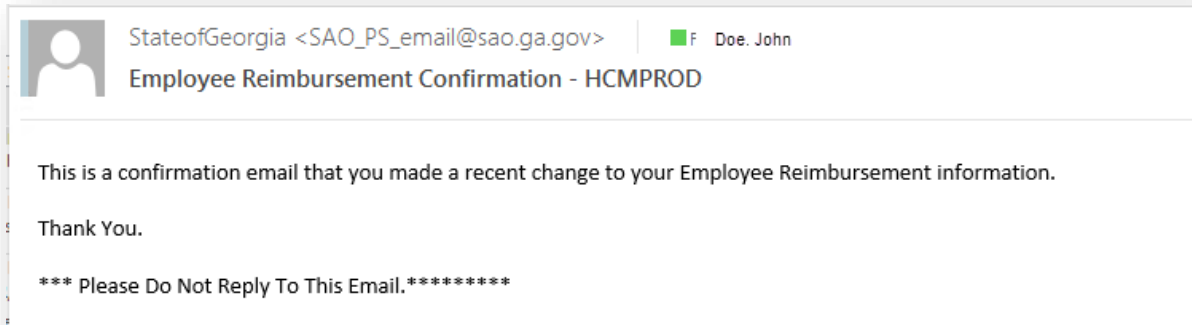 StateofGeorgia <SAO_PS_email@sao.ga.gov> F Doe. John
Employee Reimbursement Confirmation - HCMPROD
This is a confirmation email that you made a recent change to your Employee Reimbursement information.
Thank You.
*** Please Do Not Reply To This Email.*********